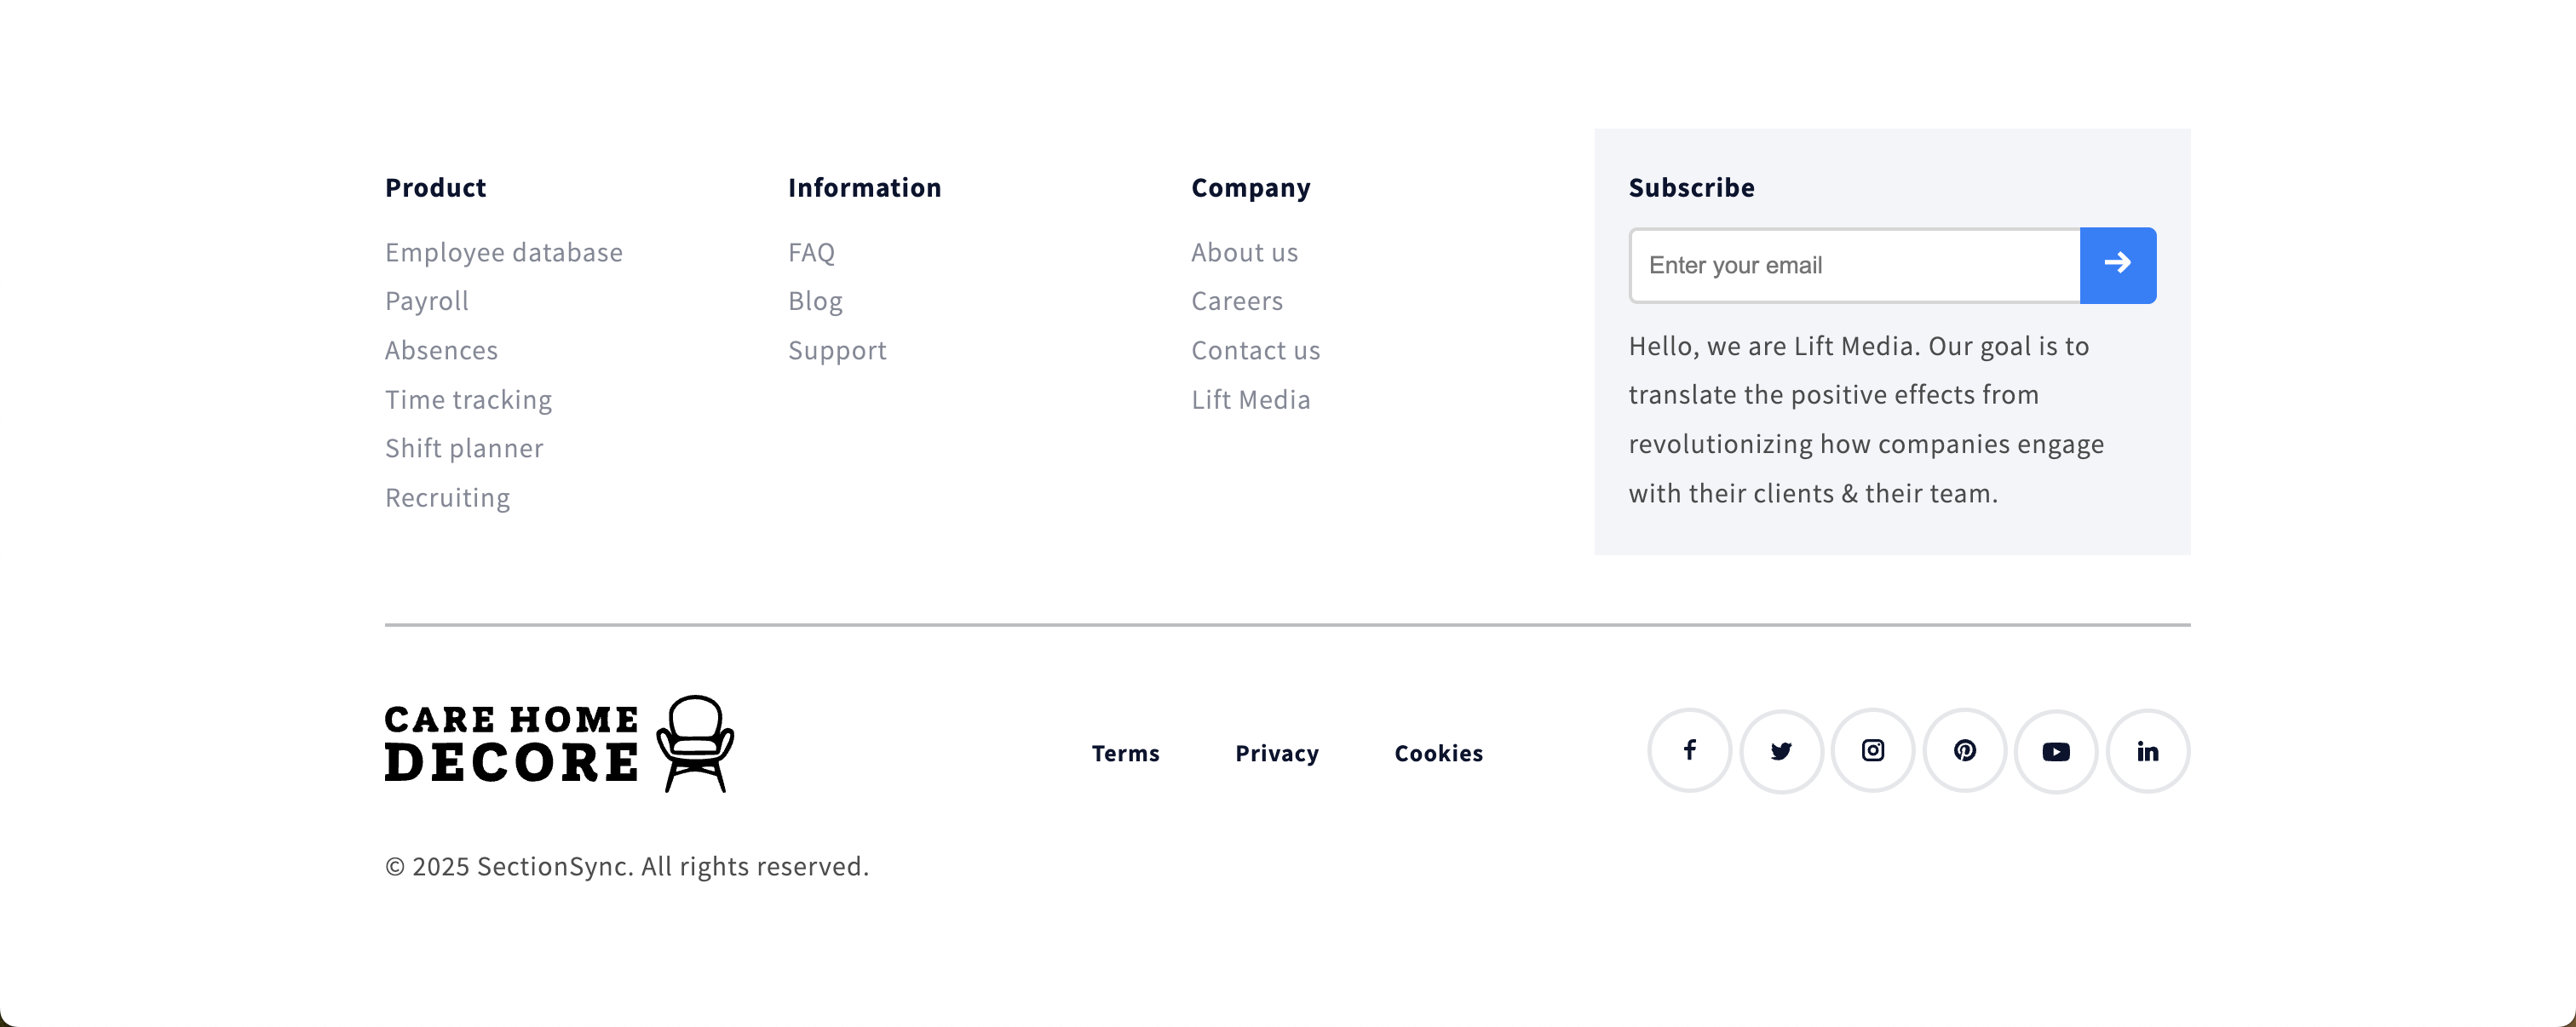 Product
Employee database
Payroll
Absences
Time tracking
Shift planner
Recruiting
Information
FAQ
Blog
Support
Company
About us
Careers
Contact us
Lift Media
Subscribe
Enter your email
Hello, we are Lift Media. Our goal is to
translate the positive effects from
revolutionizing how companies engage
with their clients & their team.
CARE HOME
DECORE
Terms
Privacy
Cookies
© 2025 SectionSync. All rights reserved.